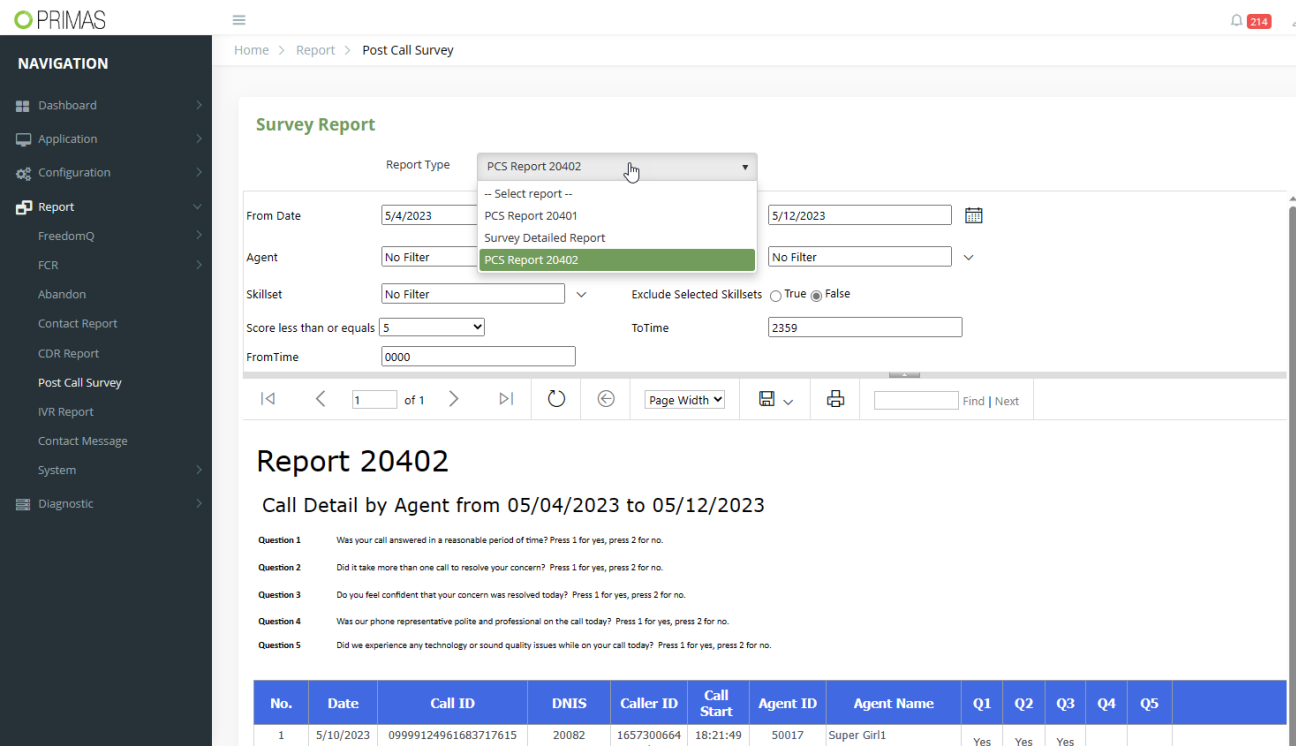 PRIMAS
214
NAVIGATION
Home > Report > Post Call Survey
Dashboard
Application
Configuration
Report
FreedomQ
FCR
Abandon
Contact Report
CDR Report
Post Call Survey
IVR Report
Contact Message
System
Diagnostic
Survey Report
Report Type PCS Report 20402
-- Select report --
PCS Report 20401
Survey Detailed Report
PCS Report 20402
From Date 5/4/2023 5/12/2023
Agent No Filter No Filter
Skillset No Filter Exclude Selected Skillsets True False
Score less than or equals 5 ToTime 2359
FromTime 0000
1 of 1 Page Width Find | Next
Report 20402
Call Detail by Agent from 05/04/2023 to 05/12/2023
Question 1 Was your call answered in a reasonable period of time? Press 1 for yes, press 2 for no.
Question 2 Did it take more than one call to resolve your concern? Press 1 for yes, press 2 for no.
Question 3 Do you feel confident that your concern was resolved today? Press 1 for yes, press 2 for no.
Question 4 Was our phone representative polite and professional on the call today? Press 1 for yes, press 2 for no.
Question 5 Did we experience any technology or sound quality issues while on your call today? Press 1 for yes, press 2 for no.
No. Date Call ID DNIS Caller ID Call Start Agent ID Agent Name Q1 Q2 Q3 Q4 Q5
1 5/10/2023 09999124961683717615 20082 1657300664 18:21:49 50017 Super Girl1 Yes Yes Yes